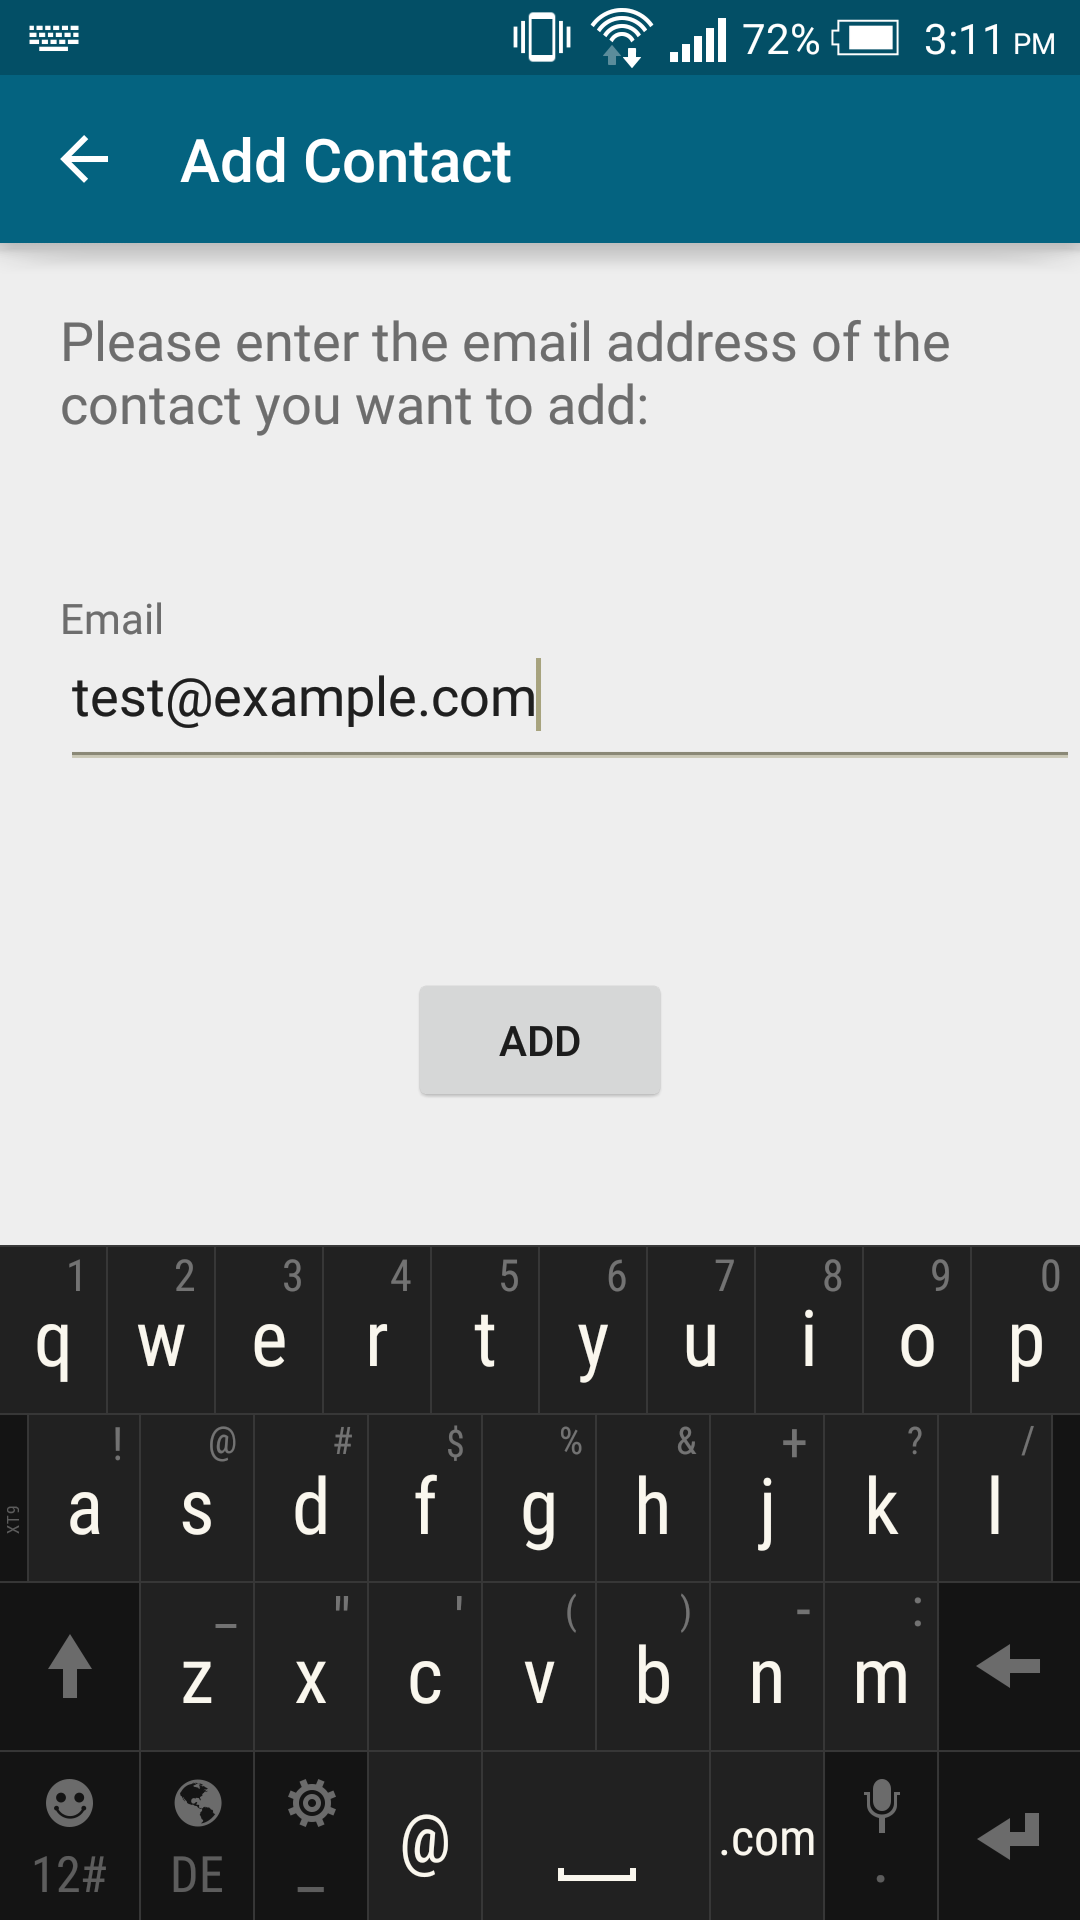 72% 3:11 PM
Add Contact
Please enter the email address of the
contact you want to add:
Email
test@example.com
ADD
1 2 3 4 5 6 7 8 9 0
q w e r t y u i o p
! @ # $ % & + ? /
XT9 a s d f g h j k l
_ " ' ( ) - :
z x c v b n m
12# DE _ @ .com .